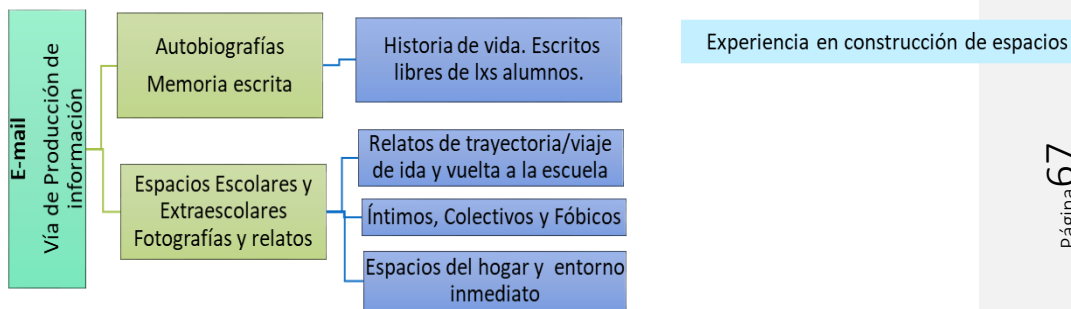 E-mail
Vía de Producción de
información
Autobiografías
Memoria escrita
Historia de vida. Escritos
libres de lxs alumnos.
Espacios Escolares y
Extraescolares
Fotografías y relatos
Relatos de trayectoria/viaje
de ida y vuelta a la escuela
Íntimos, Colectivos y Fóbicos
Espacios del hogar y entorno
inmediato
Experiencia en construcción de espacios
Página 67